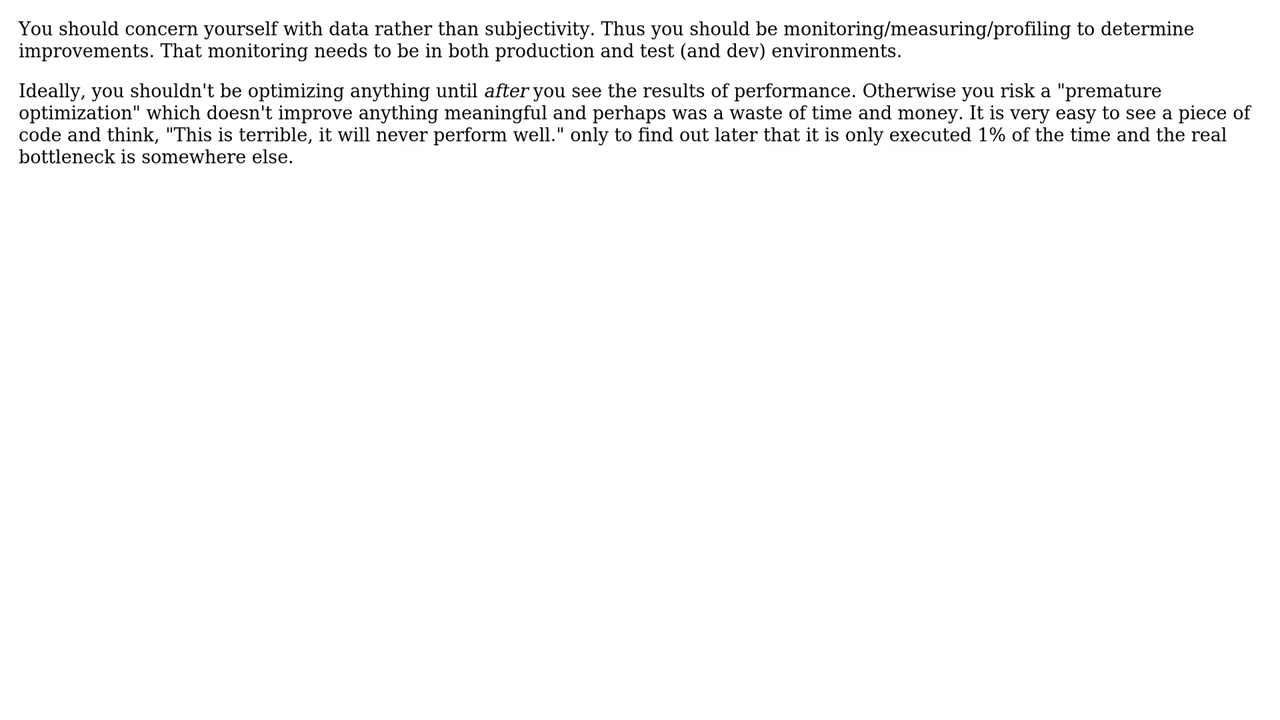 You should concern yourself with data rather than subjectivity. Thus you should be monitoring/measuring/profiling to determine
improvements. That monitoring needs to be in both production and test (and dev) environments.
Ideally, you shouldn't be optimizing anything until after you see the results of performance. Otherwise you risk a "premature
optimization" which doesn't improve anything meaningful and perhaps was a waste of time and money. It is very easy to see a piece of
code and think, "This is terrible, it will never perform well." only to find out later that it is only executed 1% of the time and the real
bottleneck is somewhere else.